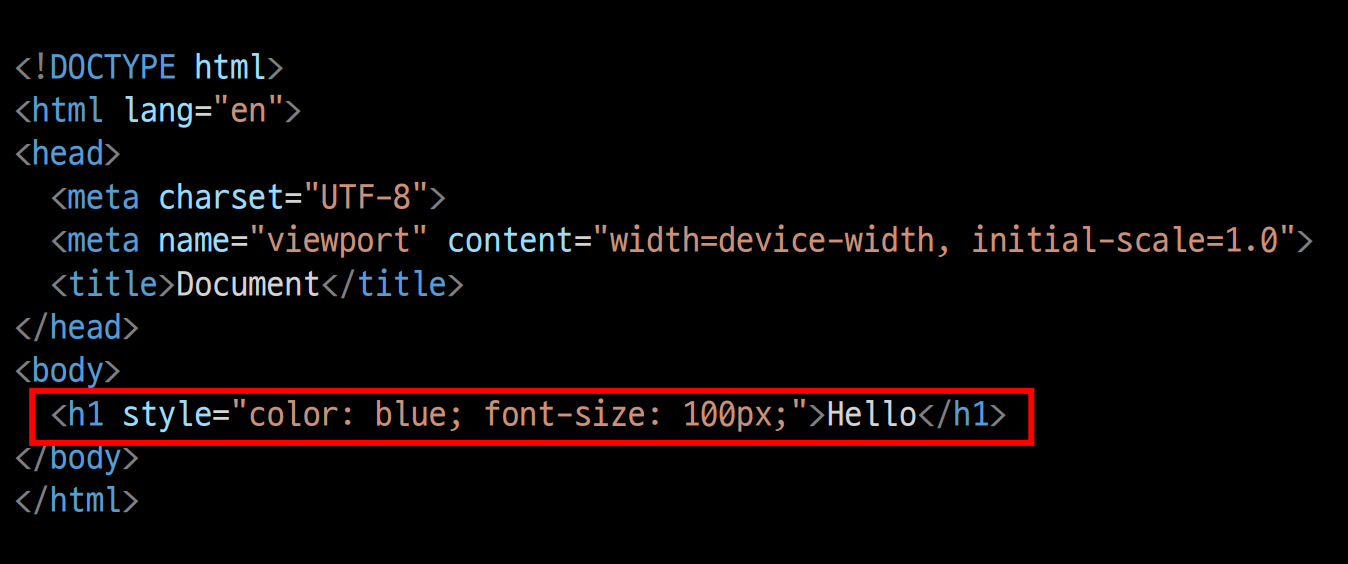 <!DOCTYPE html>
<html lang="en">
<head>
  <meta charset="UTF-8">
  <meta name="viewport" content="width=device-width, initial-scale=1.0">
  <title>Document</title>
</head>
<body>
  <h1 style="color: blue; font-size: 100px;">Hello</h1>
</body>
</html>